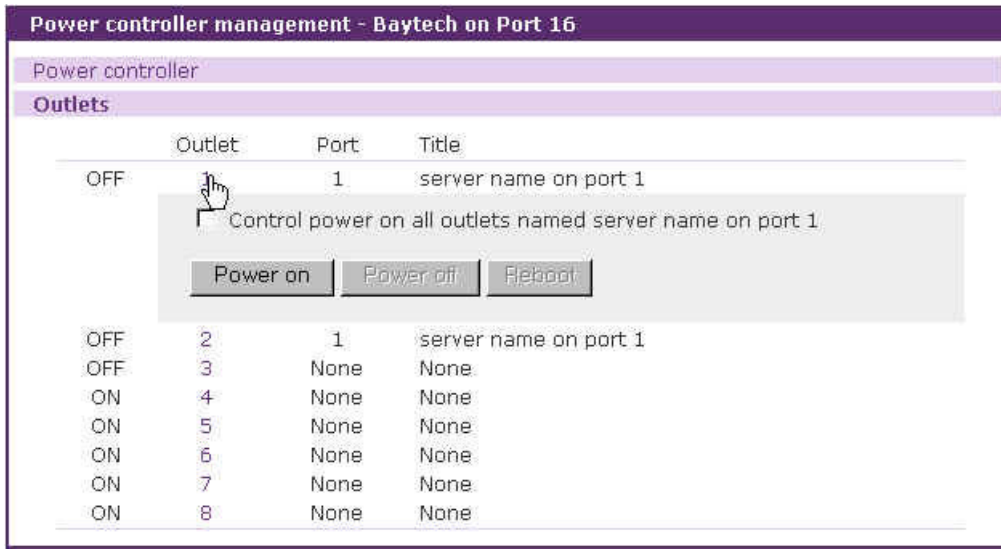 Power controller management - Baytech on Port 16
Power controller
Outlets
Outlet Port Title
OFF 1 1 server name on port 1
Control power on all outlets named server name on port 1
Power on Power off Reboot
OFF 2 1 server name on port 1
OFF 3 None None
ON 4 None None
ON 5 None None
ON 6 None None
ON 7 None None
ON 8 None None